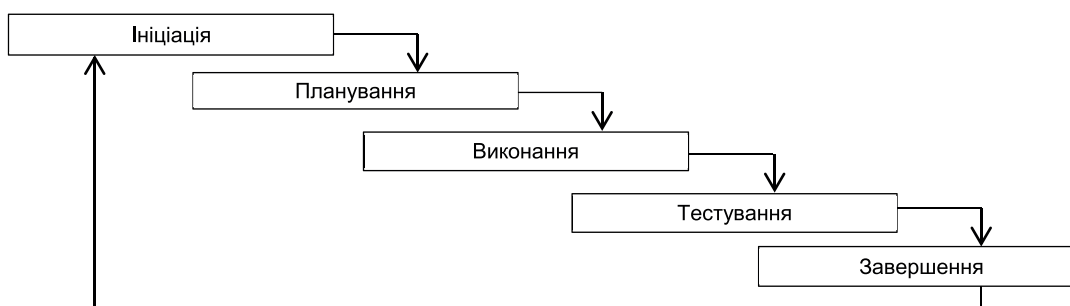 Ініціація
Планування
Виконання
Тестування
Завершення